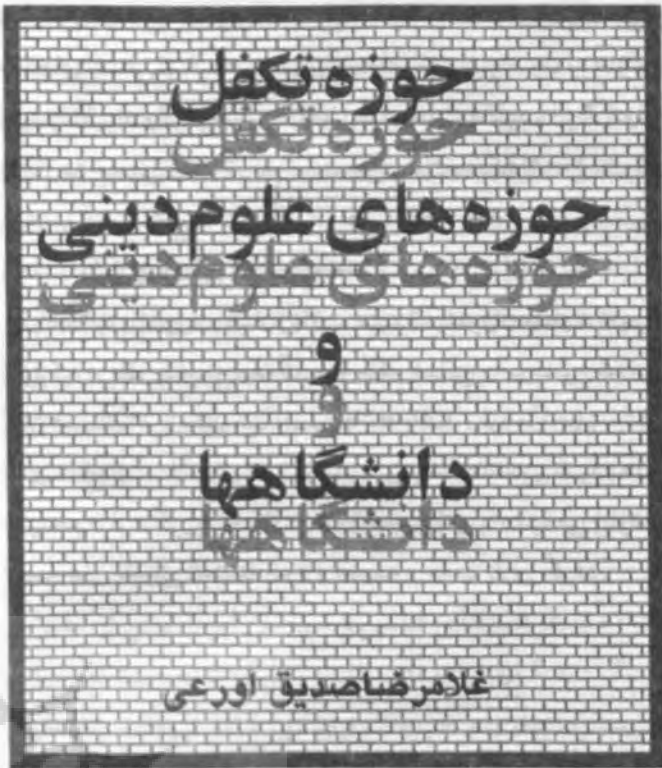 حوزه تکفل
حوزه های علوم دینی
و
دانشگاهها
غلامرضا صدیق اورعی